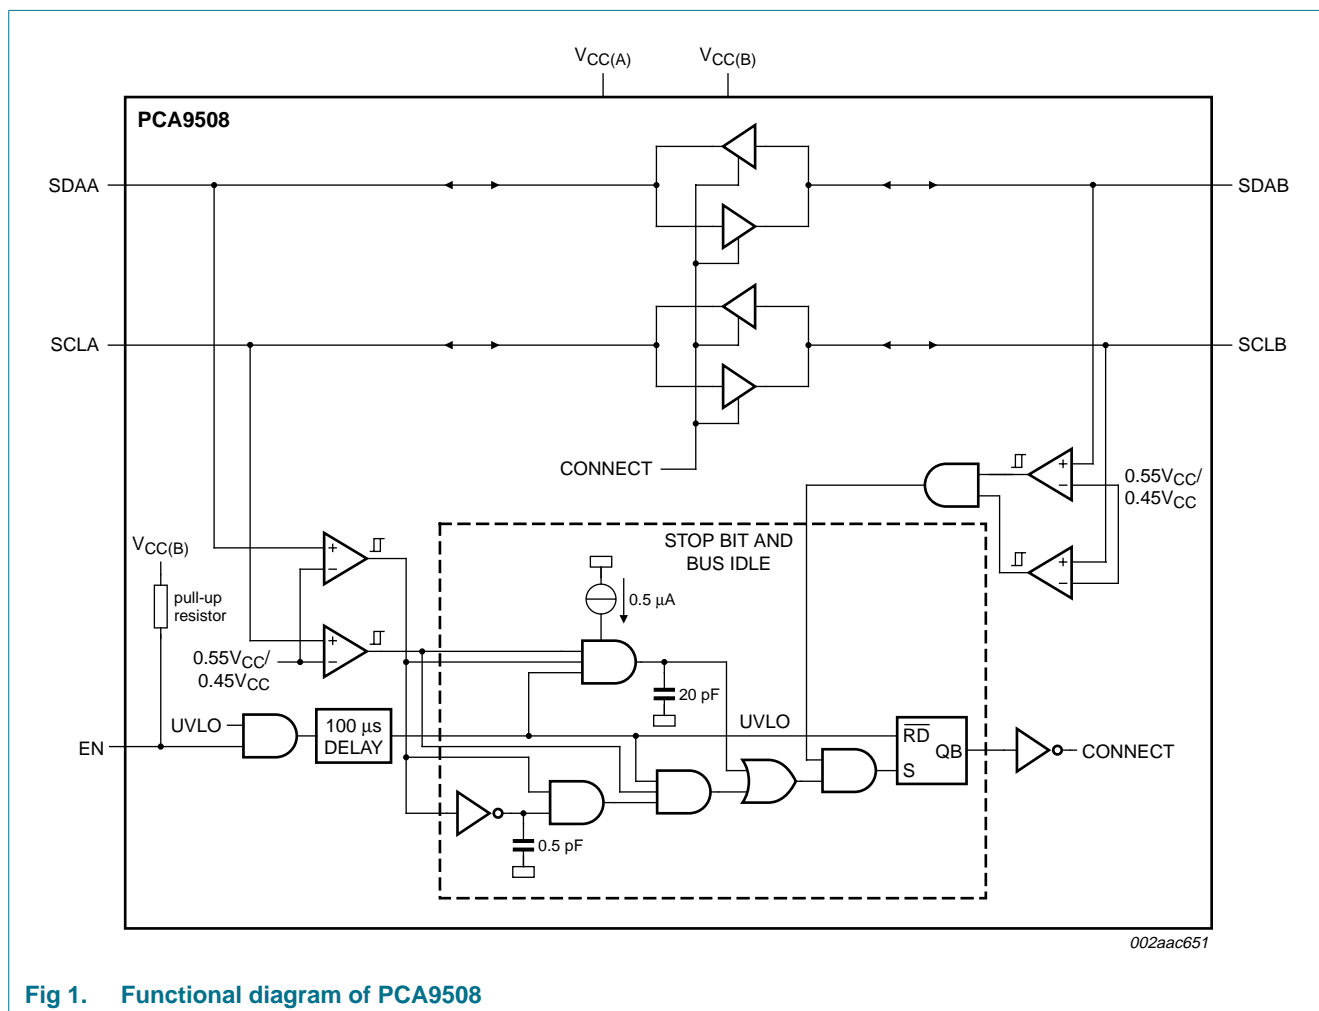 VCC(A)
VCC(B)
PCA9508
SDAA
SDAB
SCLA
SCLB
CONNECT
+
−
0.55VCC/
0.45VCC
+
−
VCC(B)
pull-up
resistor
+
−
+
−
0.55VCC/
0.45VCC
STOP BIT AND
BUS IDLE
0.5 μA
20 pF
UVLO
EN
100 μs
DELAY
UVLO
RD
QB
S
CONNECT
0.5 pF
002aac651
Fig 1. Functional diagram of PCA9508